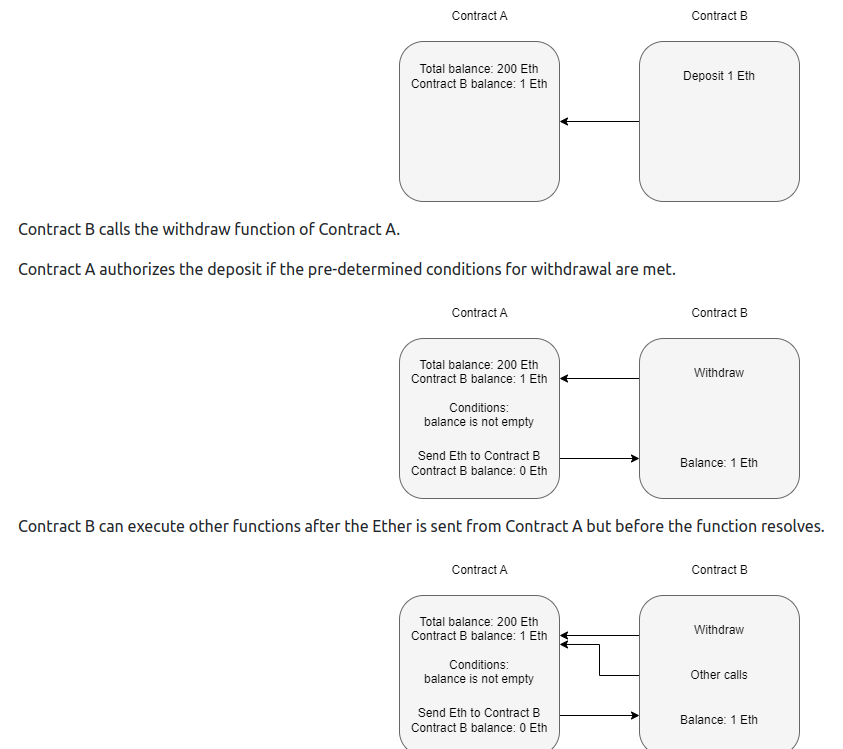 Contract A
Contract B
Total balance: 200 Eth
Contract B balance: 1 Eth
Deposit 1 Eth
Contract B calls the withdraw function of Contract A.
Contract A authorizes the deposit if the pre-determined conditions for withdrawal are met.
Contract A
Contract B
Total balance: 200 Eth
Contract B balance: 1 Eth
Withdraw
Conditions:
balance is not empty
Send Eth to Contract B
Contract B balance: 0 Eth
Balance: 1 Eth
Contract B can execute other functions after the Ether is sent from Contract A but before the function resolves.
Contract A
Contract B
Total balance: 200 Eth
Contract B balance: 1 Eth
Withdraw
Conditions:
balance is not empty
Other calls
Send Eth to Contract B
Contract B balance: 0 Eth
Balance: 1 Eth